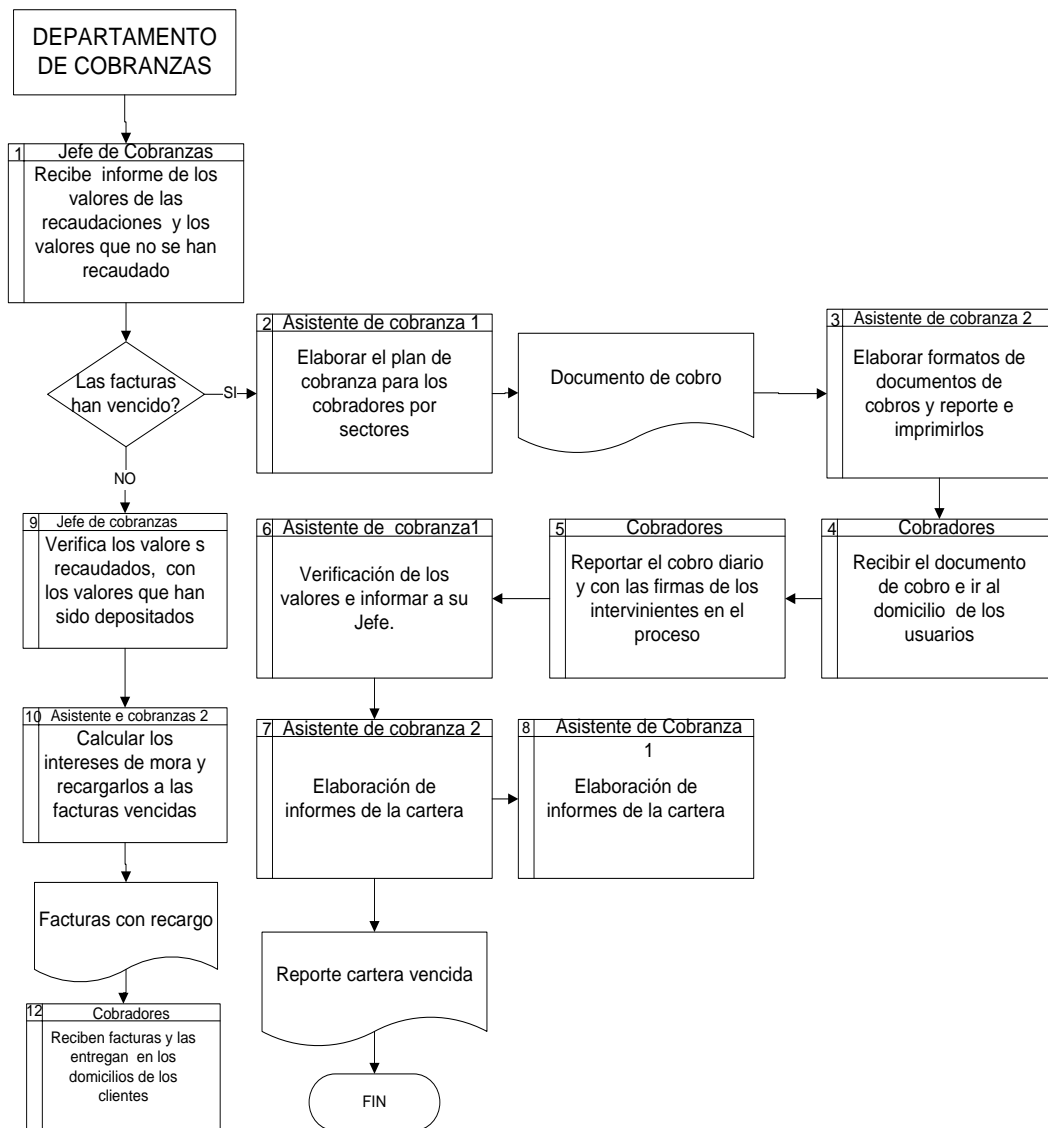 DEPARTAMENTO
DE COBRANZAS
1 Jefe de Cobranzas
Recibe informe de los
valores de las
recaudaciones y los
valores que no se han
recaudado
Las facturas
han vencido?
SI
NO
2 Asistente de cobranza 1
Elaborar el plan de
cobranza para los
cobradores por
sectores
Documento de cobro
3 Asistente de cobranza 2
Elaborar formatos de
documentos de
cobros y reporte e
imprimirlos
4 Cobradores
Recibir el documento
de cobro e ir al
domicilio de los
usuarios
5 Cobradores
Reportar el cobro diario
y con las firmas de los
intervinientes en el
proceso
6 Asistente de cobranza1
Verificación de los
valores e informar a su
Jefe.
7 Asistente de cobranza 2
Elaboración de
informes de la cartera
8 Asistente de Cobranza
1
Elaboración de
informes de la cartera
Reporte cartera vencida
FIN
9 Jefe de cobranzas
Verifica los valore s
recaudados, con
los valores que han
sido depositados
10 Asistente e cobranzas 2
Calcular los
intereses de mora y
recargarlos a las
facturas vencidas
Facturas con recargo
12 Cobradores
Reciben facturas y las
entregan en los
domicilios de los
clientes